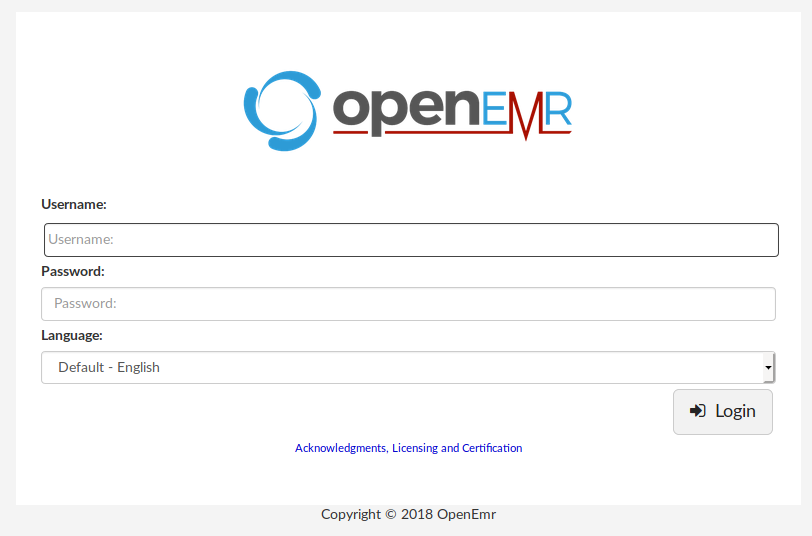 openEMR
Username:
Username:
Password:
Password:
Language:
Default - English
Login
Acknowledgments, Licensing and Certification
Copyright © 2018 OpenEmr